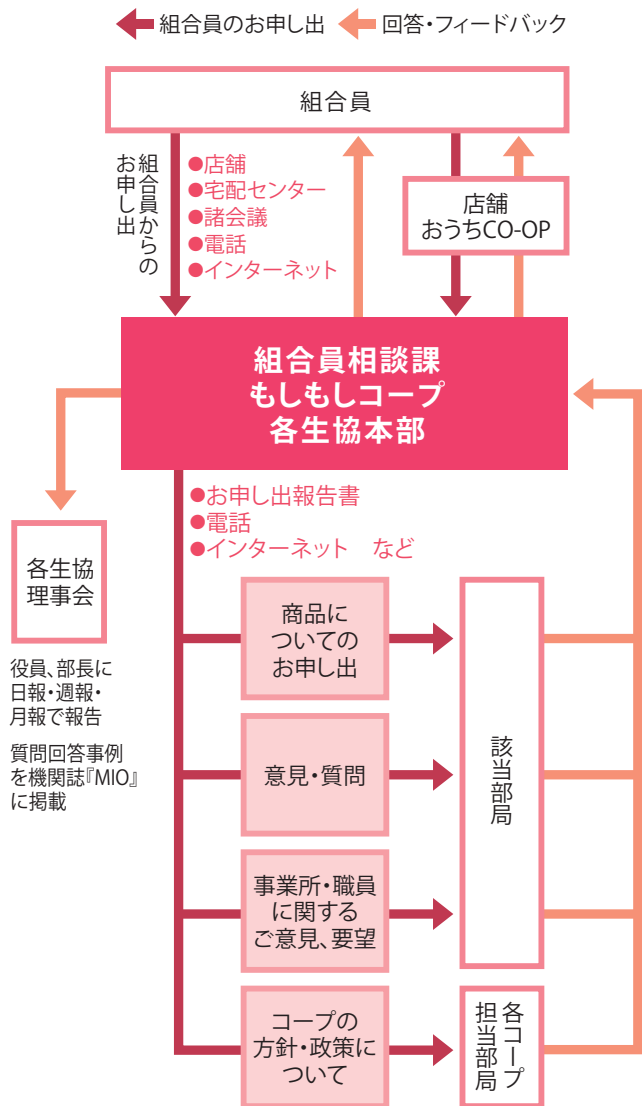 組合員のお申し出
回答・フィードバック
組合員
組合員からの
お申し出
●店舗
●宅配センター
●諸会議
●電話
●インターネット
店舗
おうちCO-OP
組合員相談課
もしもしコープ
各生協本部
●お申し出報告書
●電話
●インターネット　など
各生協
理事会
役員、部長に
日報・週報・
月報で報告
質問回答事例
を機関誌『MIO』
に掲載
商品に
ついての
お申し出
意見・質問
事業所・職員
に関する
ご意見、要望
該当部局
コープの
方針・政策に
ついて
各コープ
担当部局